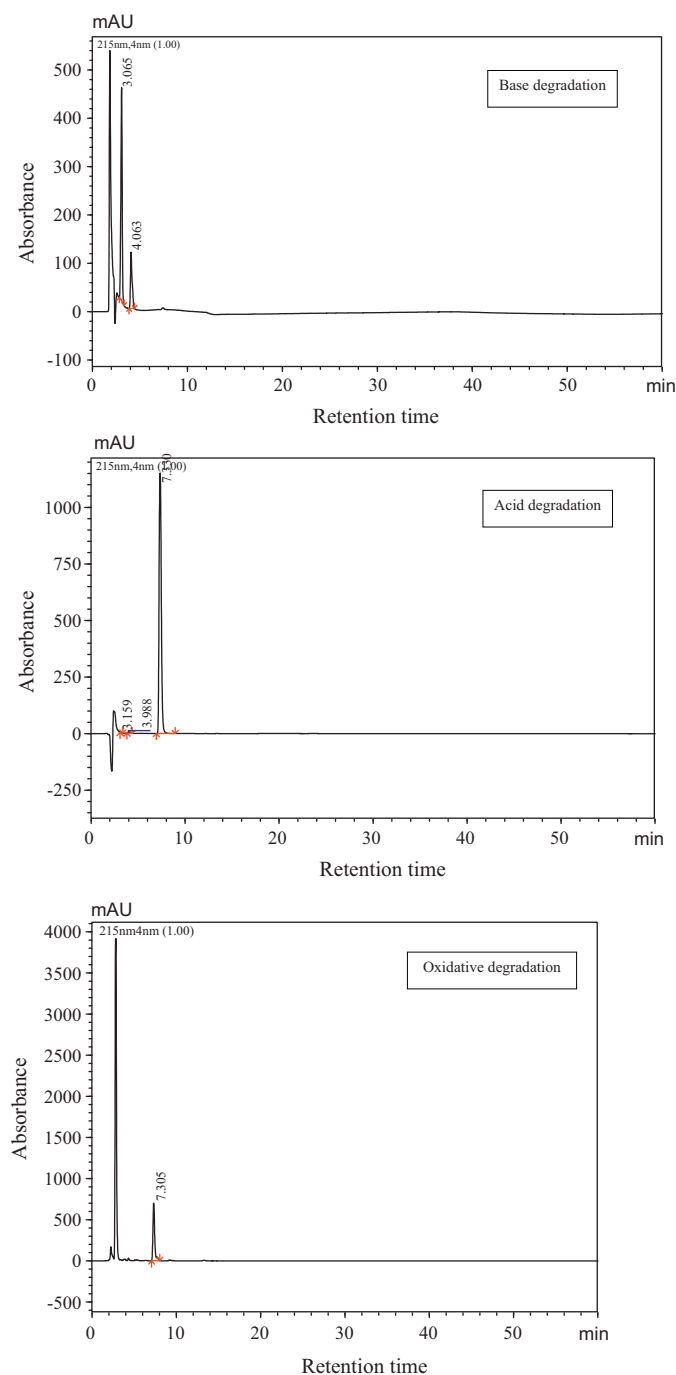 mAU
215nm,4nm (1.00)
500
3.065
Base degradation
400
300
Absorbance
200
4.063
100
0
-100
0 10 20 30 40 50 min
Retention time
mAU
215nm,4nm (1.00)
1000
Acid degradation
750
500
Absorbance
250
3.159
3.988
0
-250
0 10 20 30 40 50 min
Retention time
mAU
4000
215nm4nm (1.00)
3500
Oxidative degradation
3000
2500
Absorbance
2000
1500
1000
7.305
500
0
-500
0 10 20 30 40 50 min
Retention time